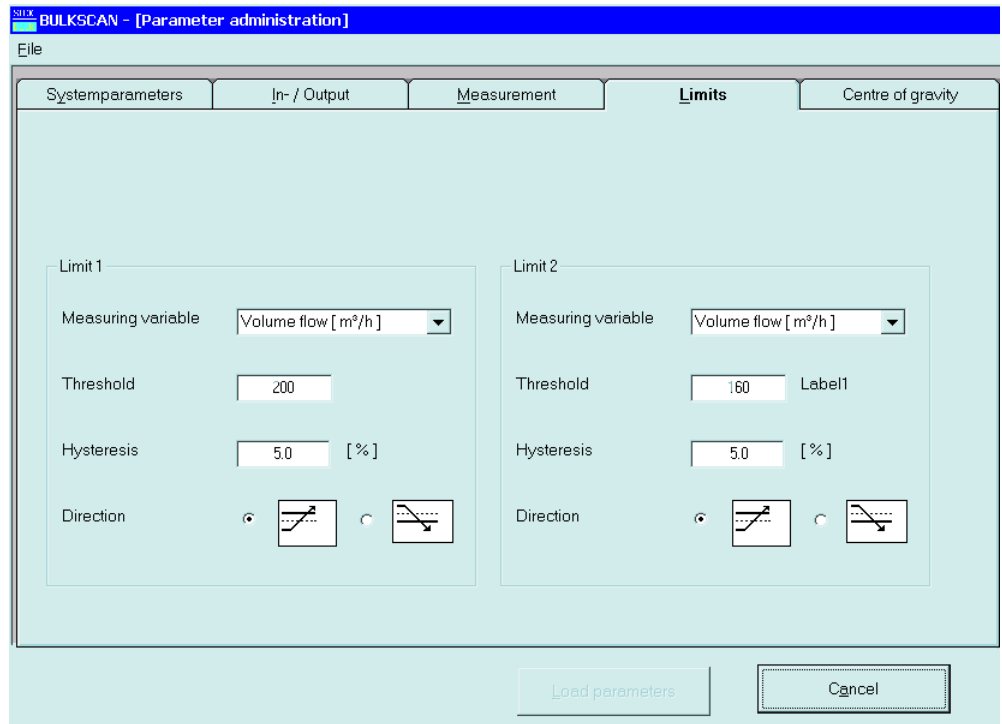 SICK BULKSCAN - [Parameter administration]
File
Systemparameters In- / Output Measurement Limits Centre of gravity
Limit 1 Limit 2
Measuring variable Volume flow [ m³/h ] Measuring variable Volume flow [ m³/h ]
Threshold 200 Threshold 160 Label1
Hysteresis 5.0 [ % ] Hysteresis 5.0 [ % ]
Direction Direction
Load parameters Cancel